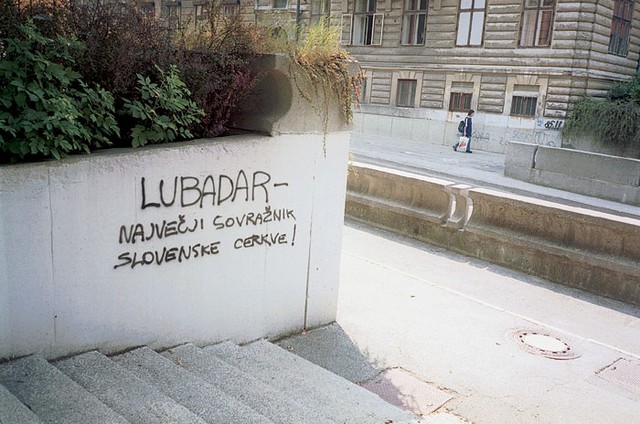 LUBADAR-
NAJVEČJI SOVRAŽNIK
SLOVENSKE CERKVE!